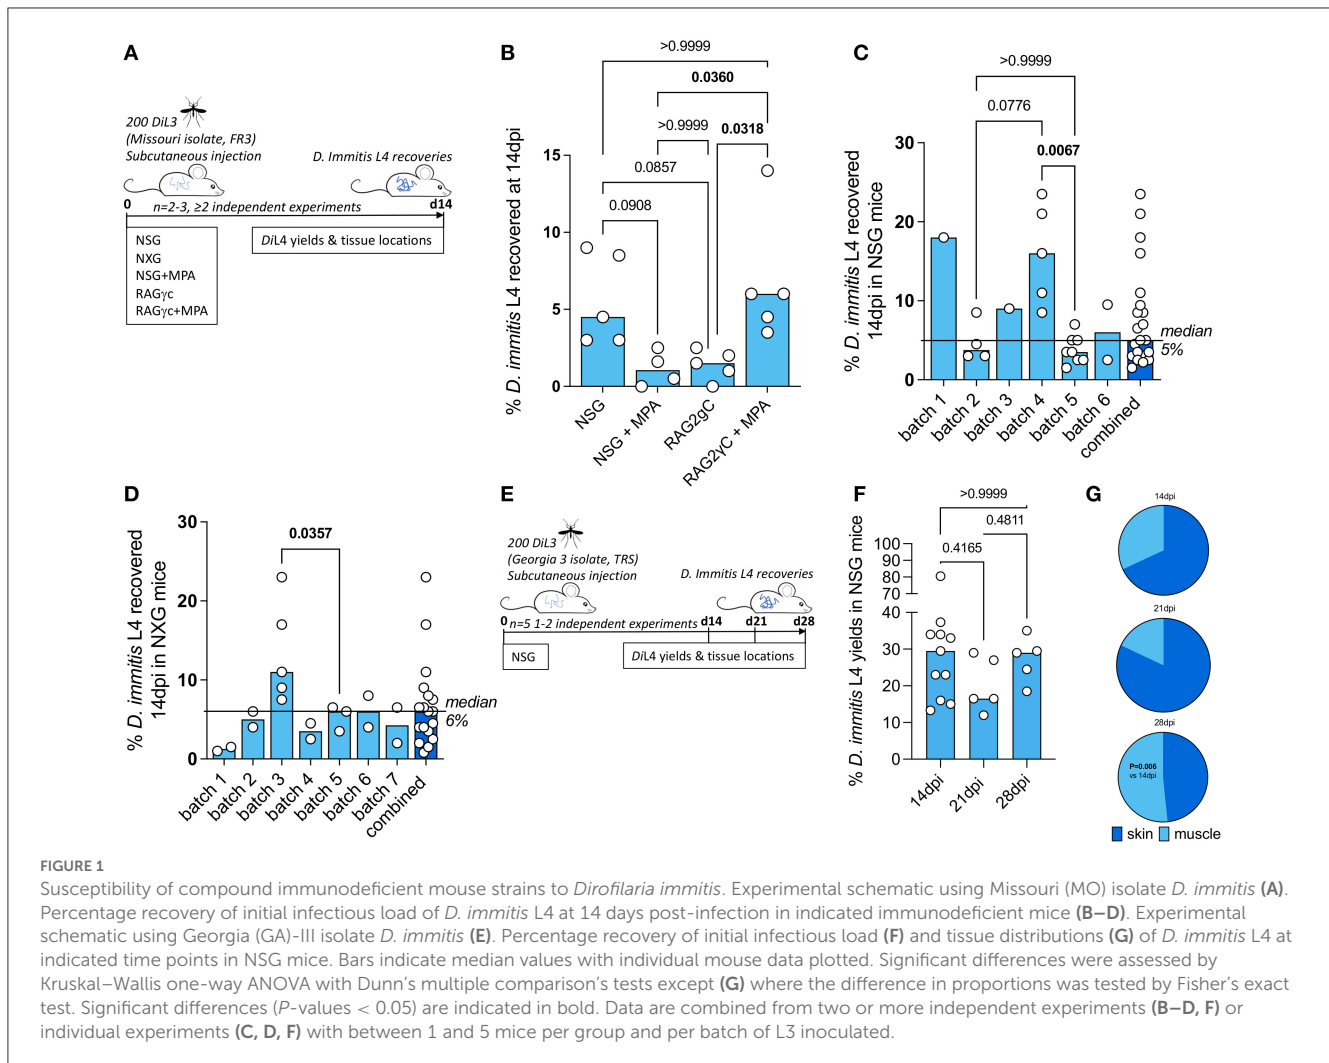 A
200 DiL3
(Missouri isolate, FR3)
Subcutaneous injection
D. Immitis L4 recoveries
0
n=2-3, ≥2 independent experiments
d14
NSG
NXG
NSG+MPA
RAGγc
RAGγc+MPA
DiL4 yields & tissue locations
B
>0.9999
0.0360
>0.9999
0.0318
0.0857
0.0908
% D. immitis L4 recovered at 14dpi
15
10
5
0
NSG
NSG + MPA
RAG2gC
RAG2γC + MPA
C
>0.9999
0.0776
0.0067
% D. immitis L4 recovered
14dpi in NSG mice
30
20
10
0
median
5%
batch 1
batch 2
batch 3
batch 4
batch 5
batch 6
combined
D
0.0357
% D. immitis L4 recovered
14dpi in NXG mice
30
20
10
0
median
6%
batch 1
batch 2
batch 3
batch 4
batch 5
batch 6
batch 7
combined
E
200 DiL3
(Georgia 3 isolate, TRS)
Subcutaneous injection
D. Immitis L4 recoveries
0
n=5 1-2 independent experiments
d14
d21
d28
NSG
DiL4 yields & tissue locations
F
>0.9999
0.4811
0.4165
% D. immitis L4 yields in NSG mice
100
90
80
70
40
30
20
10
0
14dpi
21dpi
28dpi
G
14dpi
21dpi
28dpi
P=0.006
vs 14dpi
skin
muscle
FIGURE 1
Susceptibility of compound immunodeficient mouse strains to Dirofilaria immitis. Experimental schematic using Missouri (MO) isolate D. immitis (A).
Percentage recovery of initial infectious load of D. immitis L4 at 14 days post-infection in indicated immunodeficient mice (B–D). Experimental
schematic using Georgia (GA)-III isolate D. immitis (E). Percentage recovery of initial infectious load (F) and tissue distributions (G) of D. immitis L4 at
indicated time points in NSG mice. Bars indicate median values with individual mouse data plotted. Significant differences were assessed by
Kruskal–Wallis one-way ANOVA with Dunn's multiple comparison's tests except (G) where the difference in proportions was tested by Fisher's exact
test. Significant differences (P-values < 0.05) are indicated in bold. Data are combined from two or more independent experiments (B–D, F) or
individual experiments (C, D, F) with between 1 and 5 mice per group and per batch of L3 inoculated.